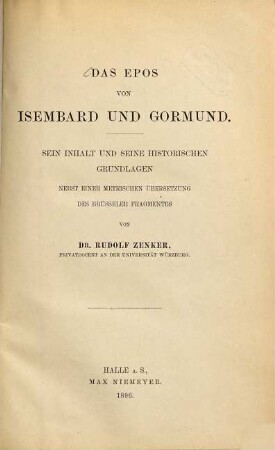 DAS EPOS
VON
ISEMBARD UND GORMUND.
SEIN INHALT UND SEINE HISTORISCHEN
GRUNDLAGEN
NEBST EINER METRISCHEN ÜBERSETZUNG
DES BRÜSSELER FRAGMENTES
VON
DR. RUDOLF ZENKER,
PRIVATDOCENT AN DER UNIVERSITÄT WÜRZBURG.
HALLE A. S.,
MAX NIEMEYER.
1896.